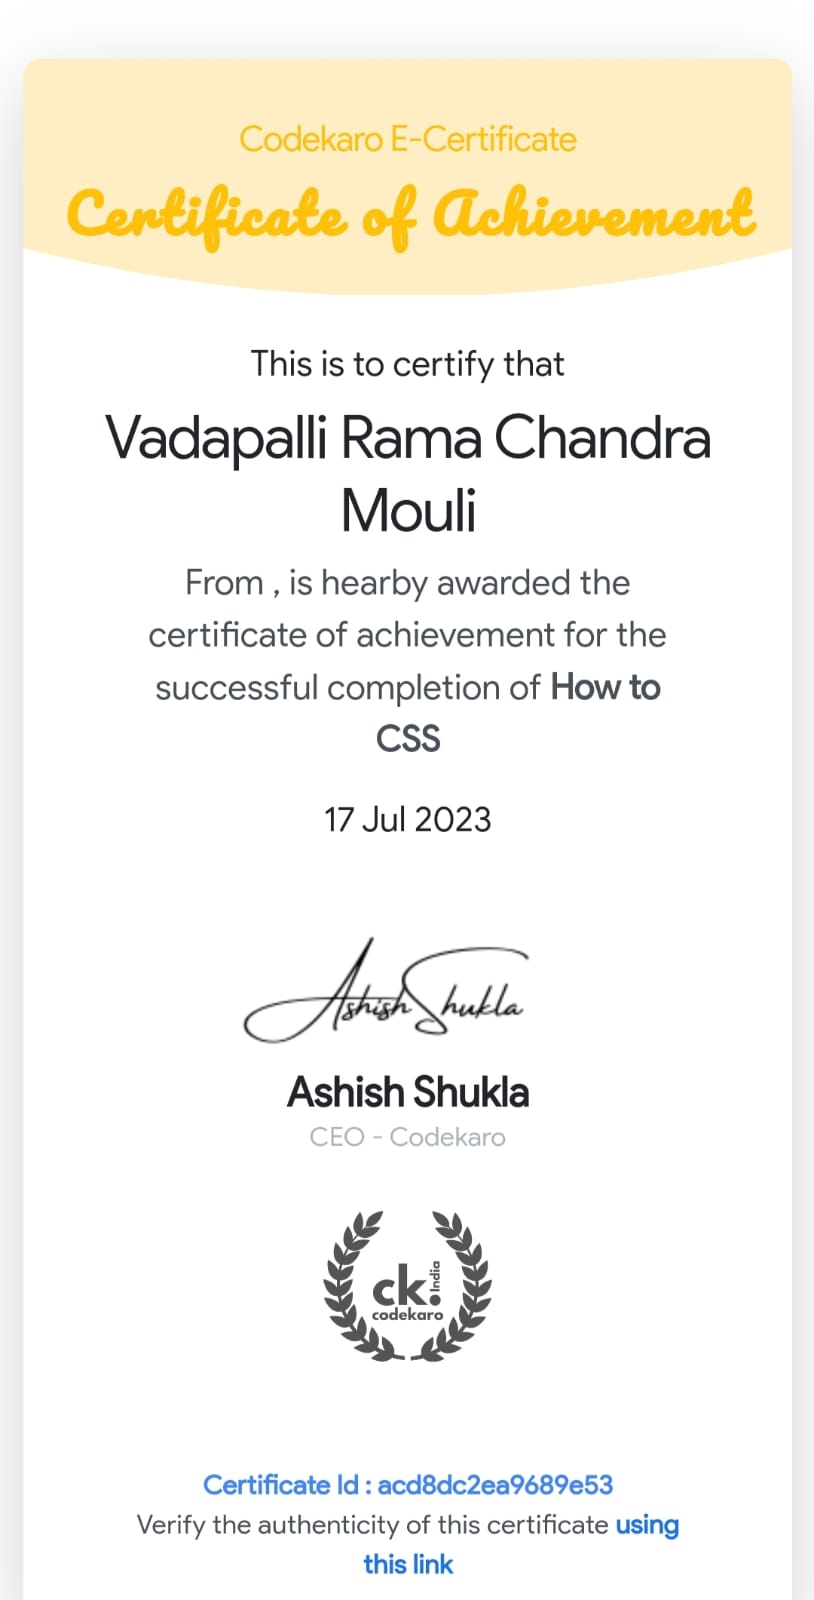 Codekaro E-Certificate
Certificate of Achievement
This is to certify that
Vadapalli Rama Chandra
Mouli
From , is hearby awarded the
certificate of achievement for the
successful completion of How to
CSS
17 Jul 2023
Ashish Shukla
Ashish Shukla
CEO - Codekaro
ck.
India
codekaro
Certificate Id : acd8dc2ea9689e53
Verify the authenticity of this certificate using
this link